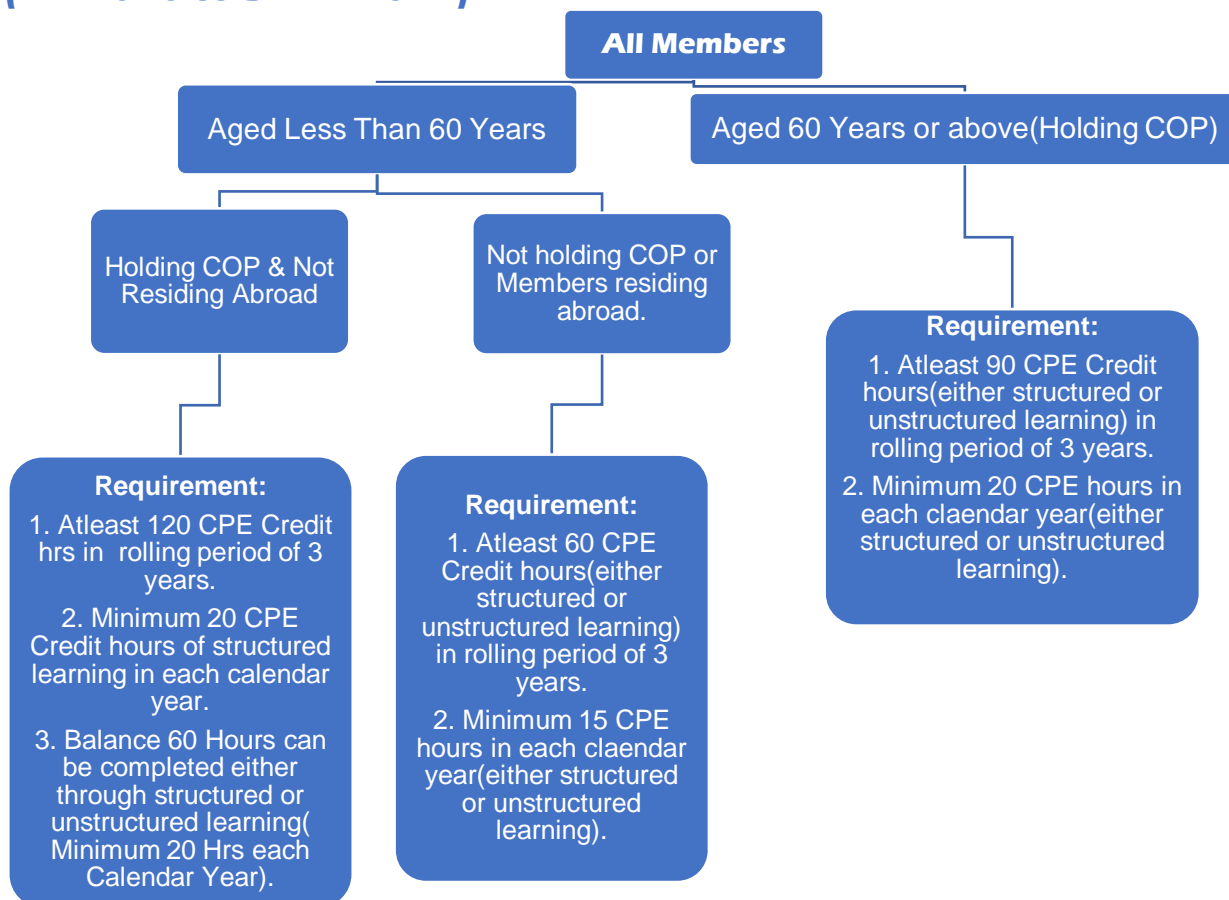 All Members
Aged Less Than 60 Years
Aged 60 Years or above(Holding COP)
Holding COP & Not
Residing Abroad
Not holding COP or
Members residing
abroad.
Requirement:
1. Atleast 120 CPE Credit
hrs in rolling period of 3
years.
2. Minimum 20 CPE
Credit hours of structured
learning in each calendar
year.
3. Balance 60 Hours can
be completed either
through structured or
unstructured learning(
Minimum 20 Hrs each
Calendar Year).
Requirement:
1. Atleast 60 CPE
Credit hours(either
structured or
unstructured learning)
in rolling period of 3
years.
2. Minimum 15 CPE
hours in each claendar
year(either structured
or unstructured
learning).
Requirement:
1. Atleast 90 CPE Credit
hours(either structured or
unstructured learning) in
rolling period of 3 years.
2. Minimum 20 CPE hours in
each claendar year(either
structured or unstructured
learning).